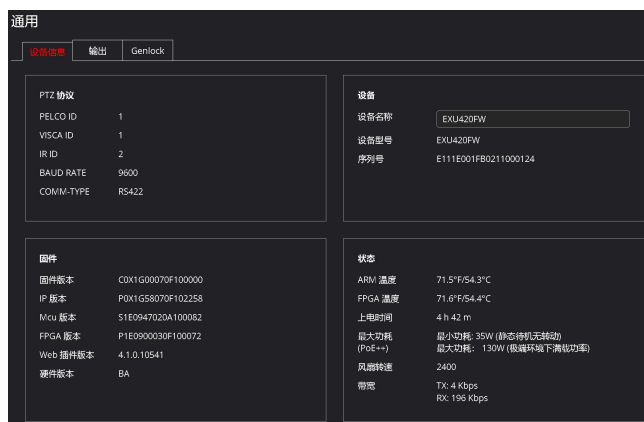 通用
设备信息 输出 Genlock
PTZ 协议
PELCO ID 1
VISCA ID 1
IR ID 2
BAUD RATE 9600
COMM-TYPE RS422
设备
设备名称 EXU420FW
设备型号 EXU420FW
序列号 E111E001FB0211000124
固件
固件版本 C0X1G00070F100000
IP 版本 P0X1G58070F102258
Mcu 版本 S1E0947020A100082
FPGA 版本 P1E0900030F100072
Web 插件版本 4.1.0.10541
硬件版本 BA
状态
ARM 温度 71.5°F/54.3°C
FPGA 温度 71.6°F/54.4°C
上电时间 4 h 42 m
最大功耗 最小功耗: 35W (静态待机无转动)
(PoE++) 最大功耗： 130W (极端环境下满载功率)
风扇转速 2400
带宽 TX: 4 Kbps
RX: 196 Kbps